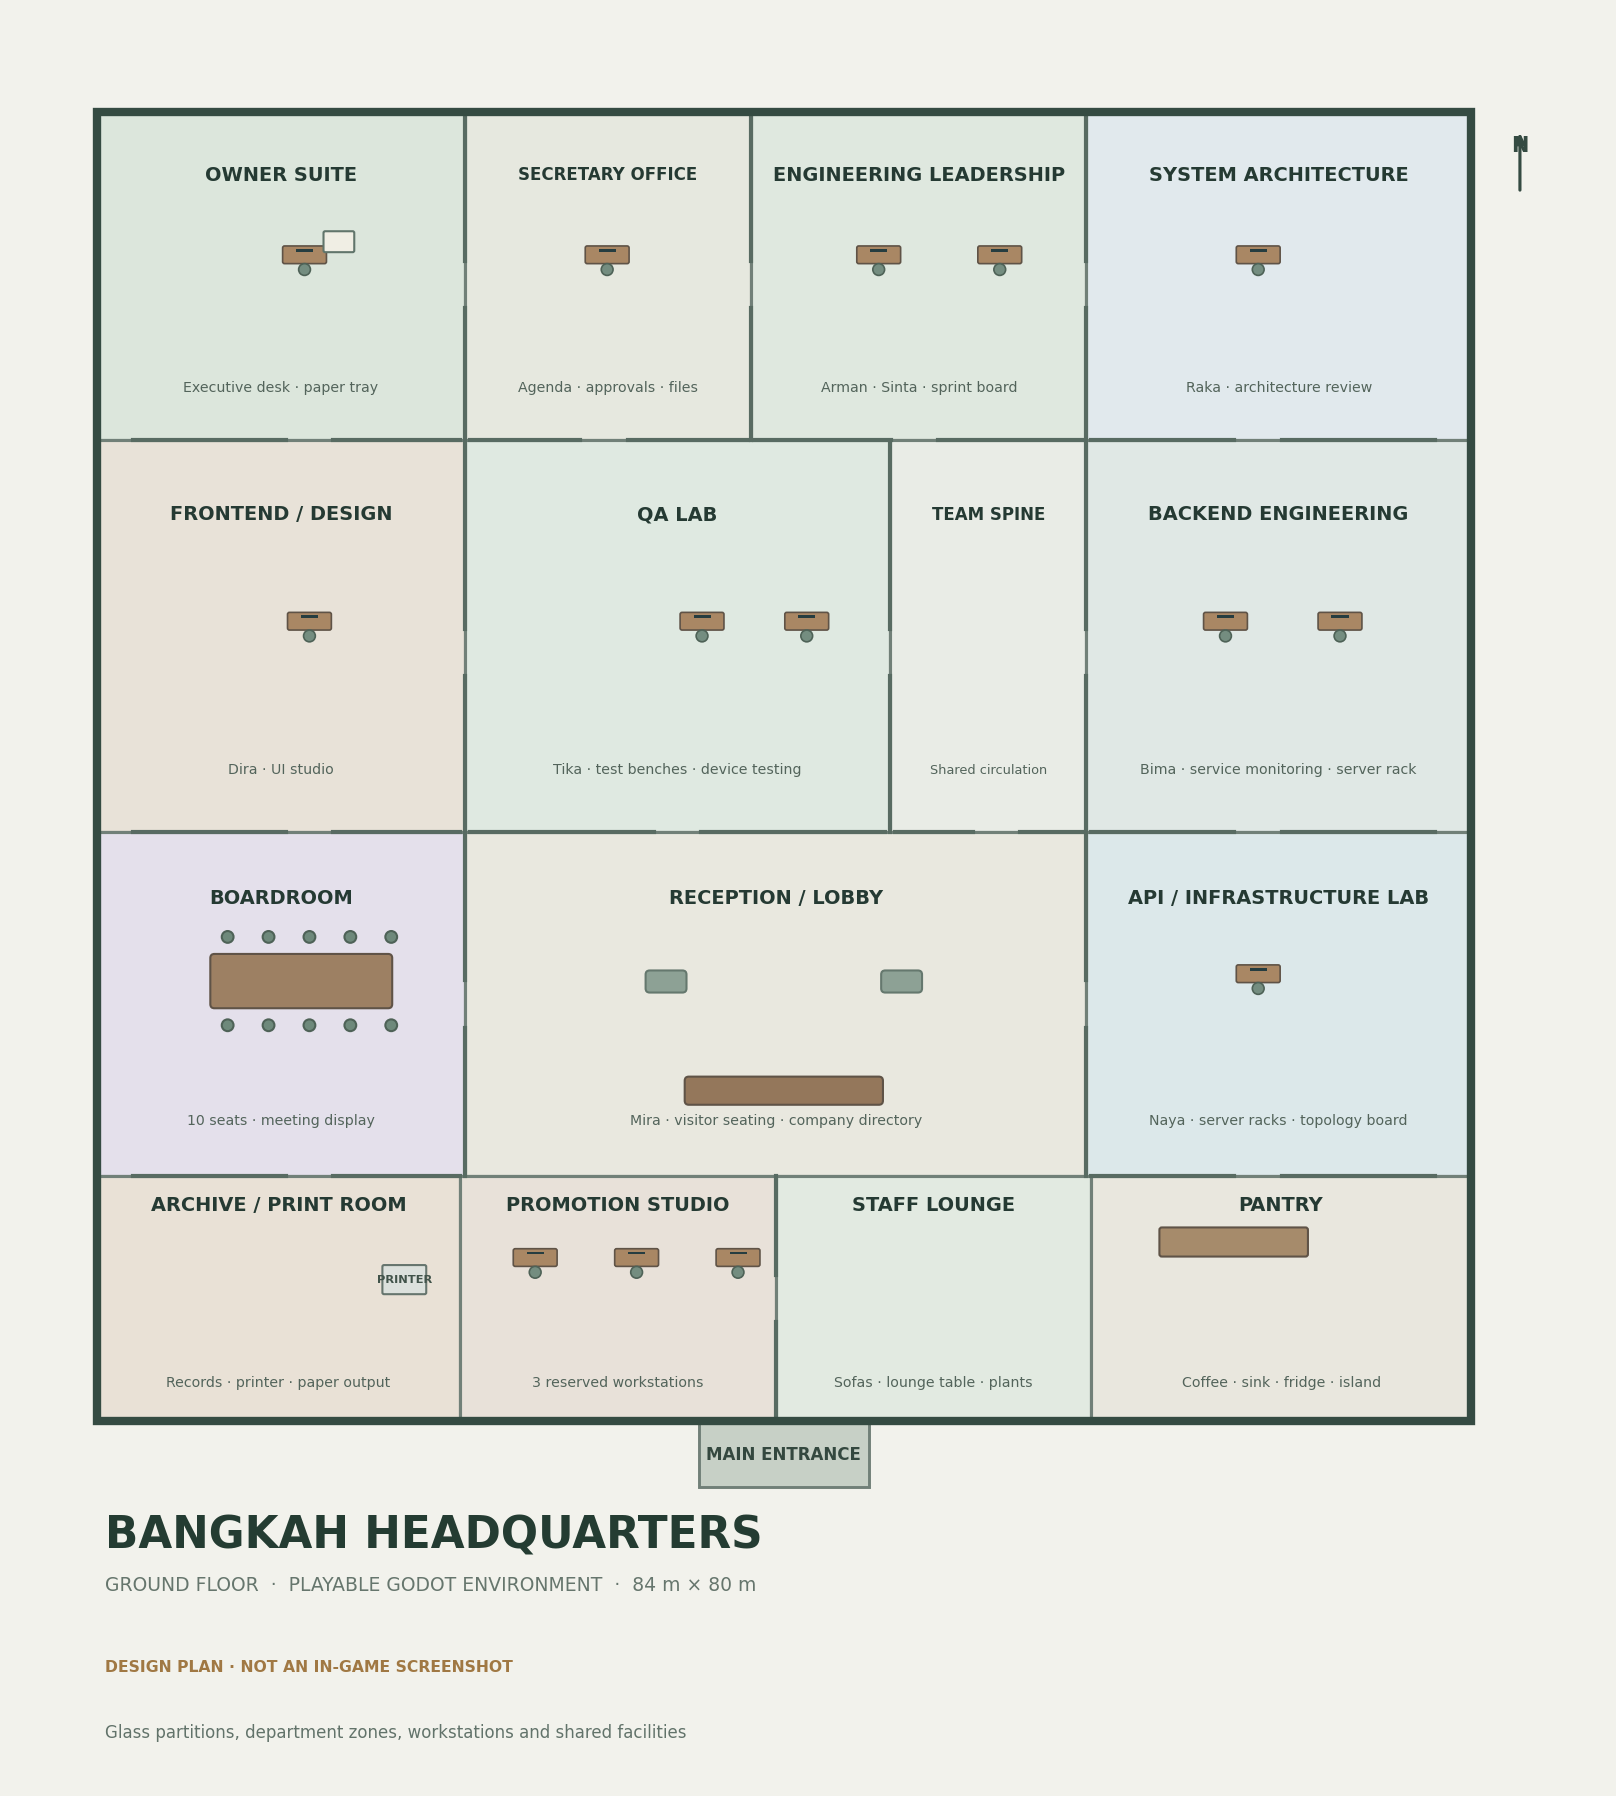 N
OWNER SUITE
SECRETARY OFFICE
ENGINEERING LEADERSHIP
SYSTEM ARCHITECTURE
Executive desk · paper tray
Agenda · approvals · files
Arman · Sinta · sprint board
Raka · architecture review
FRONTEND / DESIGN
QA LAB
TEAM SPINE
BACKEND ENGINEERING
Dira · UI studio
Tika · test benches · device testing
Shared circulation
Bima · service monitoring · server rack
BOARDROOM
RECEPTION / LOBBY
API / INFRASTRUCTURE LAB
10 seats · meeting display
Mira · visitor seating · company directory
Naya · server racks · topology board
ARCHIVE / PRINT ROOM
PROMOTION STUDIO
STAFF LOUNGE
PANTRY
PRINTER
Records · printer · paper output
3 reserved workstations
Sofas · lounge table · plants
Coffee · sink · fridge · island
MAIN ENTRANCE
BANGKAH HEADQUARTERS
GROUND FLOOR · PLAYABLE GODOT ENVIRONMENT · 84 m × 80 m
DESIGN PLAN · NOT AN IN-GAME SCREENSHOT
Glass partitions, department zones, workstations and shared facilities